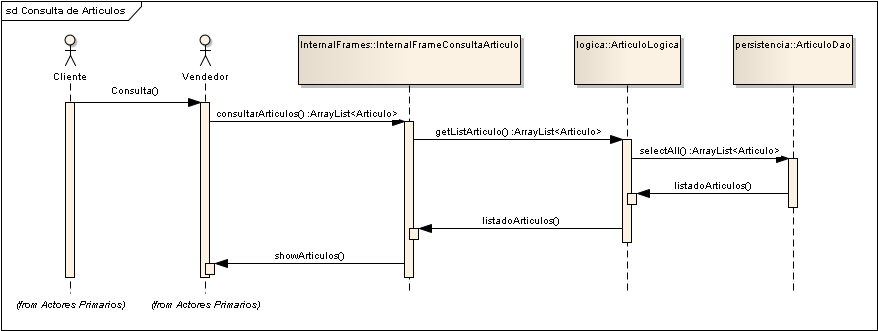 sd Consulta de Articulos
InternalFrames::InternalFrameConsultaArticulo
logica::ArticuloLogica
persistencia::ArticuloDao
Cliente
Vendedor
Consulta()
consultarArticulos() :ArrayList<Articulo>
getListArticulo() :ArrayList<Articulo>
selectAll() :ArrayList<Articulo>
listadoArticulos()
listadoArticulos()
showArticulos()
(from Actores Primarios)
(from Actores Primarios)